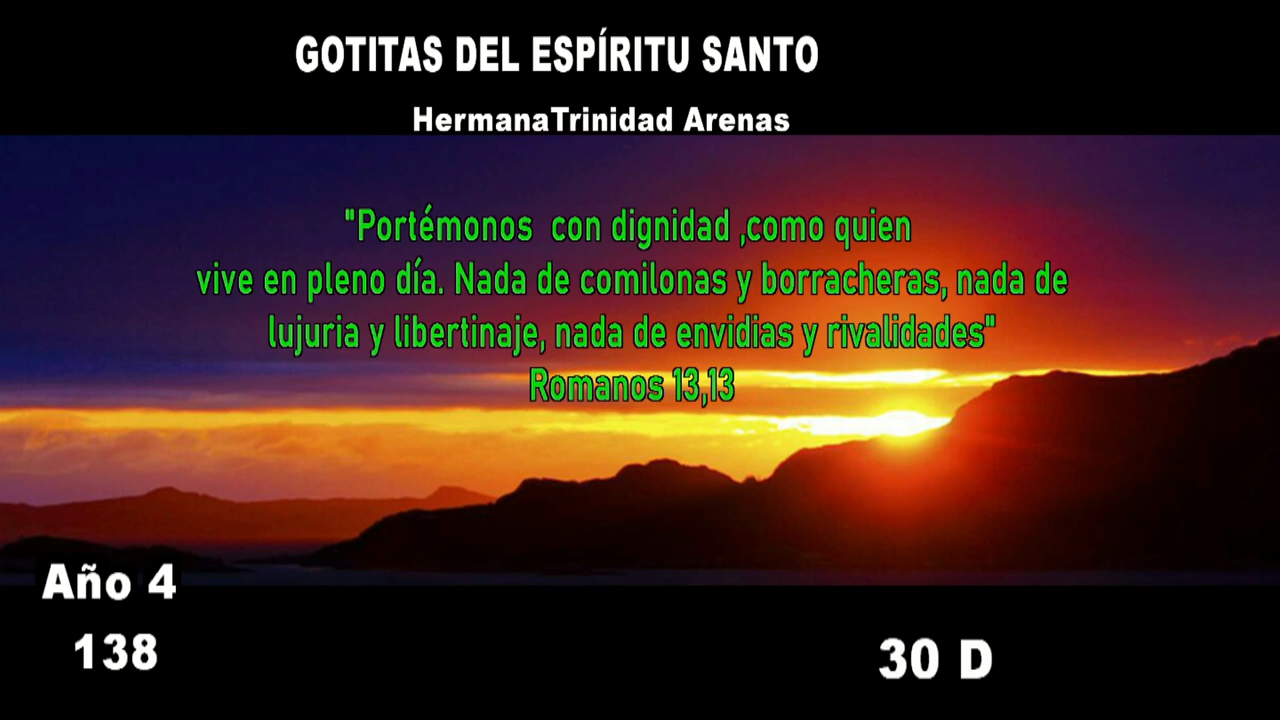 GOTITAS DEL ESPÍRITU SANTO
HermanaTrinidad Arenas
"Portémonos  con dignidad ,como quien
vive en pleno día. Nada de comilonas y borracheras, nada de
lujuria y libertinaje, nada de envidias y rivalidades"
Romanos 13,13
Año 4
138
30 D